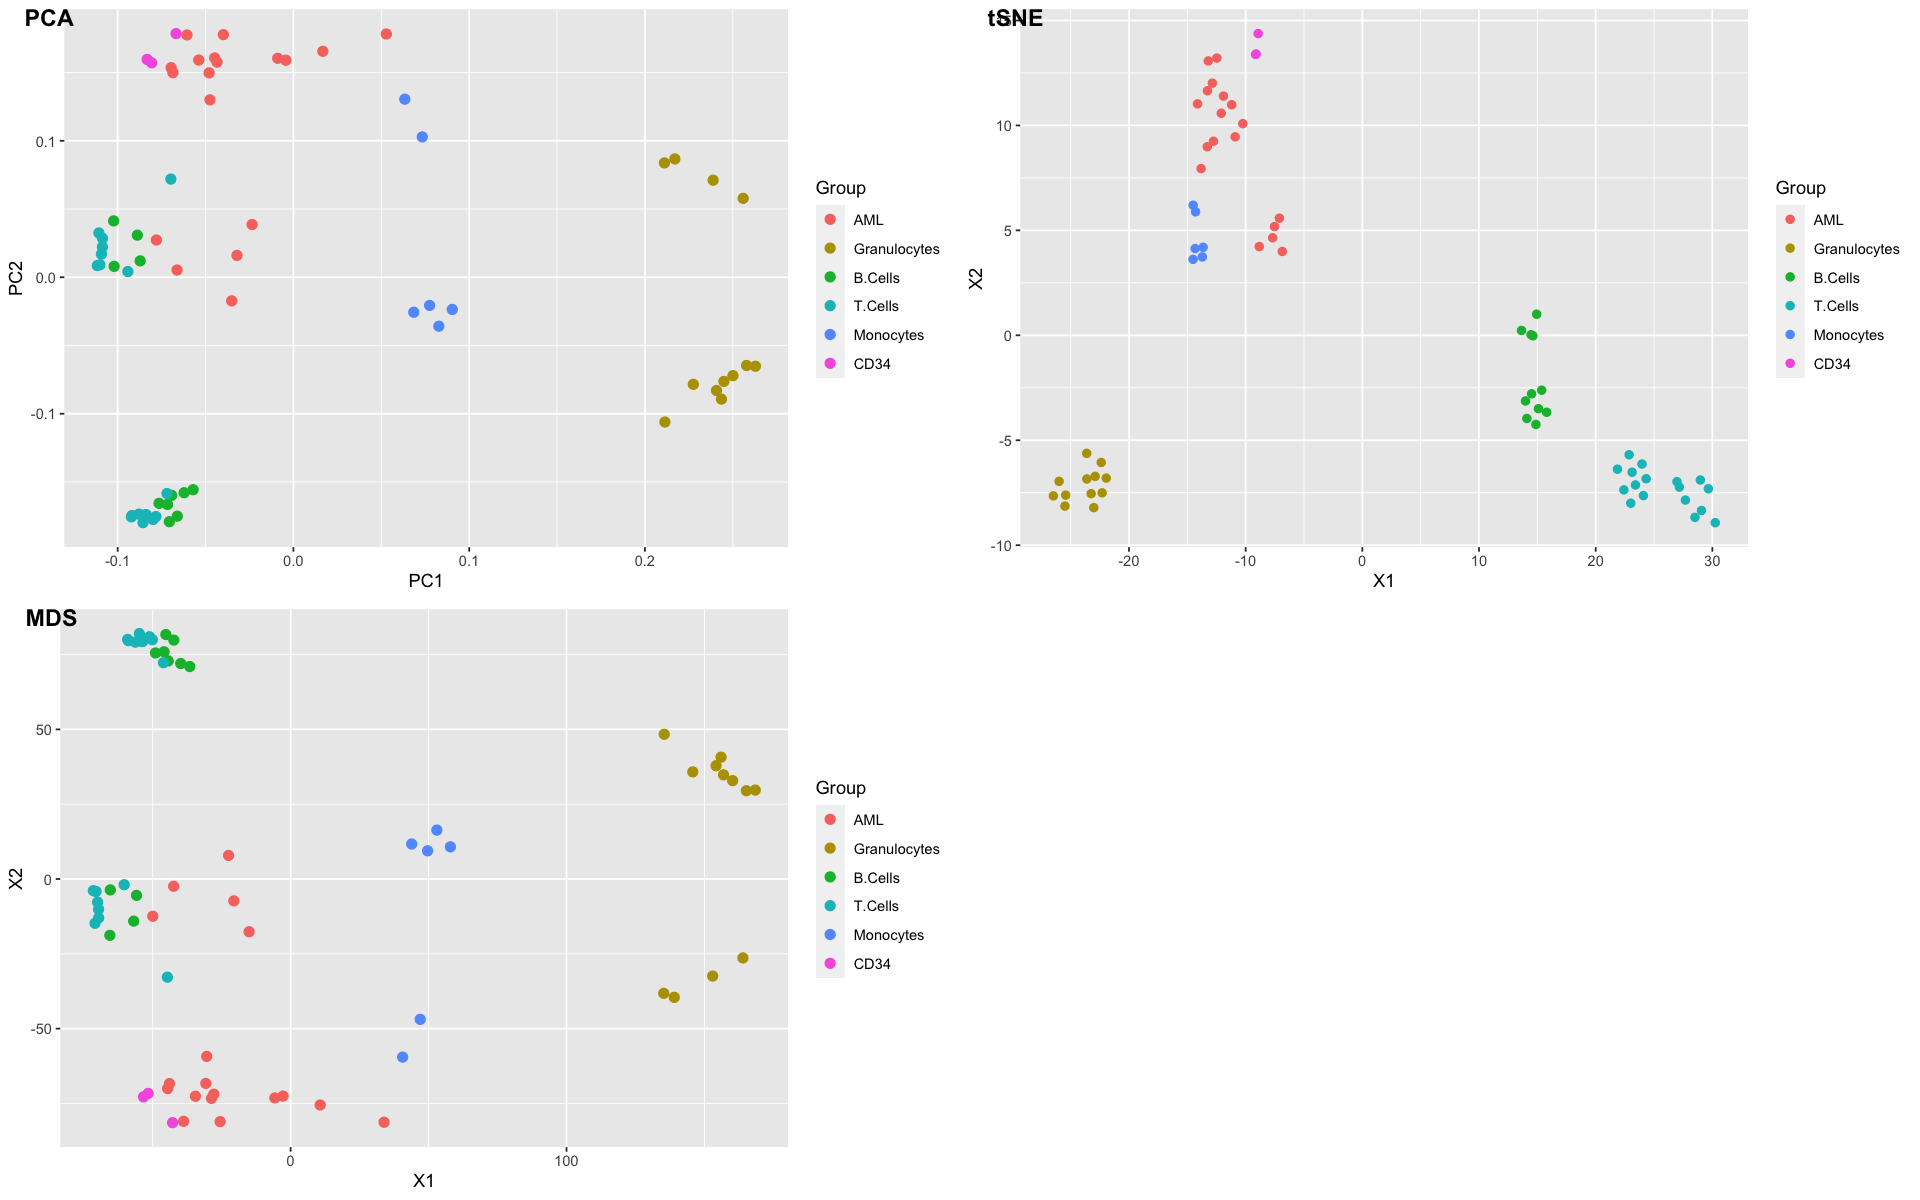 PCA
0.1
0.0
-0.1
PC2
-0.1
0.0
0.1
0.2
PC1
Group
AML
Granulocytes
B.Cells
T.Cells
Monocytes
CD34
tSNE
10
5
0
-5
-10
X2
-20
-10
0
10
20
30
X1
Group
AML
Granulocytes
B.Cells
T.Cells
Monocytes
CD34
MDS
50
0
-50
X2
0
100
X1
Group
AML
Granulocytes
B.Cells
T.Cells
Monocytes
CD34